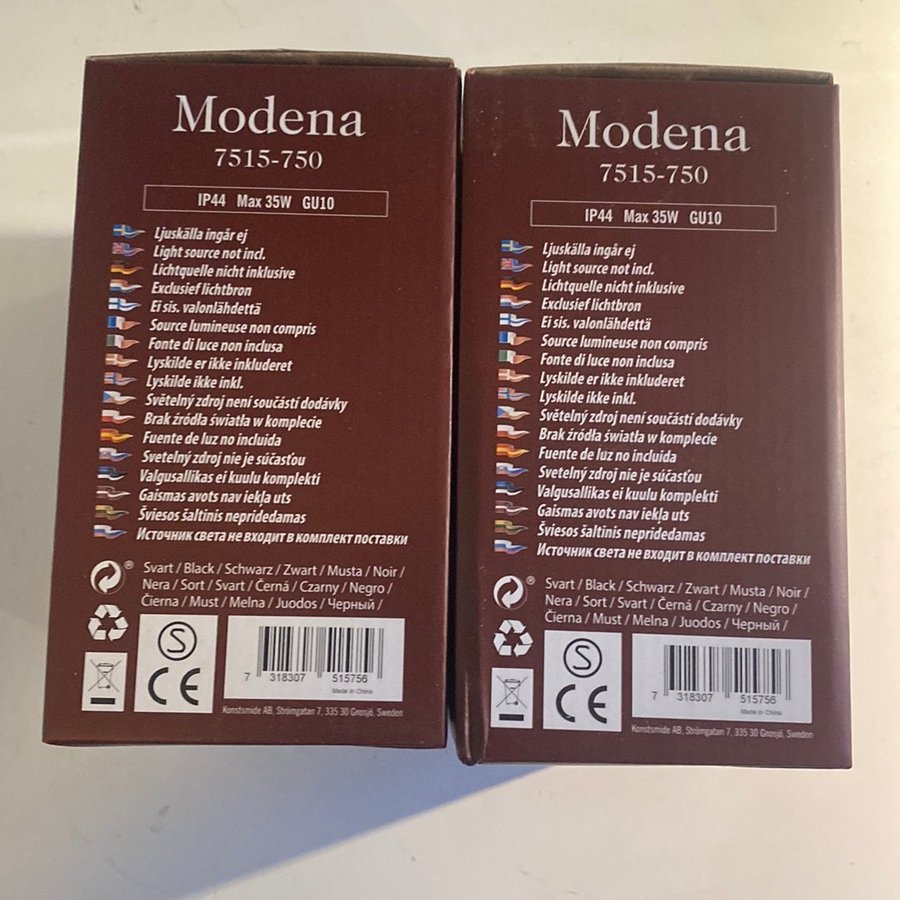 Modena
7515-750
IP44 Max 35W GU10
Ljuskälla ingår ej
Light source not incl.
Lichtquelle nicht inklusive
Exclusief lichtbron
Ei sis. valonlähdettä
Source lumineuse non compris
Fonte di luce non inclusa
Lyskilde er ikke inkluderet
Lyskilde ikke inkl.
Světelný zdroj není součástí dodávky
Brak źródła światła w komplecie
Fuente de luz no incluida
Svetelný zdroj nie je súčasťou
Valgusallikas ei kuulu komplekti
Gaismas avots nav iekļa uts
Šviesos šaltinis nepridedamas
Источник света не входит в комплект поставки
Svart / Black / Schwarz / Zwart / Musta / Noir /
Nera / Sort / Svart / Černá / Czarny / Negro /
Čierna / Must / Melna / Juodos / Черный /
S
CE
7 318307 515756
Made in China
Konstsmide AB, Strömgatan 7, 335 30 Gnosjö, Sweden
Modena
7515-750
IP44 Max 35W GU10
Ljuskälla ingår ej
Light source not incl.
Lichtquelle nicht inklusive
Exclusief lichtbron
Ei sis. valonlähdettä
Source lumineuse non compris
Fonte di luce non inclusa
Lyskilde er ikke inkluderet
Lyskilde ikke inkl.
Světelný zdroj není součástí dodávky
Brak źródła światła w komplecie
Fuente de luz no incluida
Svetelný zdroj nie je súčasťou
Valgusallikas ei kuulu komplekti
Gaismas avots nav iekļa uts
Šviesos šaltinis nepridedamas
Источник света не входит в комплект поставки
Svart / Black / Schwarz / Zwart / Musta / Noir /
Nera / Sort / Svart / Černá / Czarny / Negro /
Čierna / Must / Melna / Juodos / Черный /
S
CE
7 318307 515756
Made in China
Konstsmide AB, Strömgatan 7, 335 30 Gnosjö, Sweden